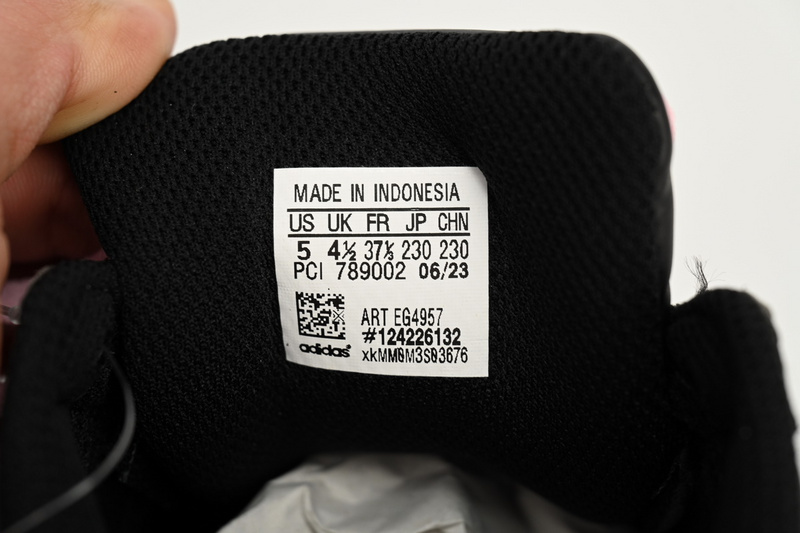 MADE IN INDONESIA
US UK FR JP CHN
5 4½ 37⅓ 230 230
PCI 789002 06/23
ART EG4957
#124226132
adidas®
xkMM0M3S03676